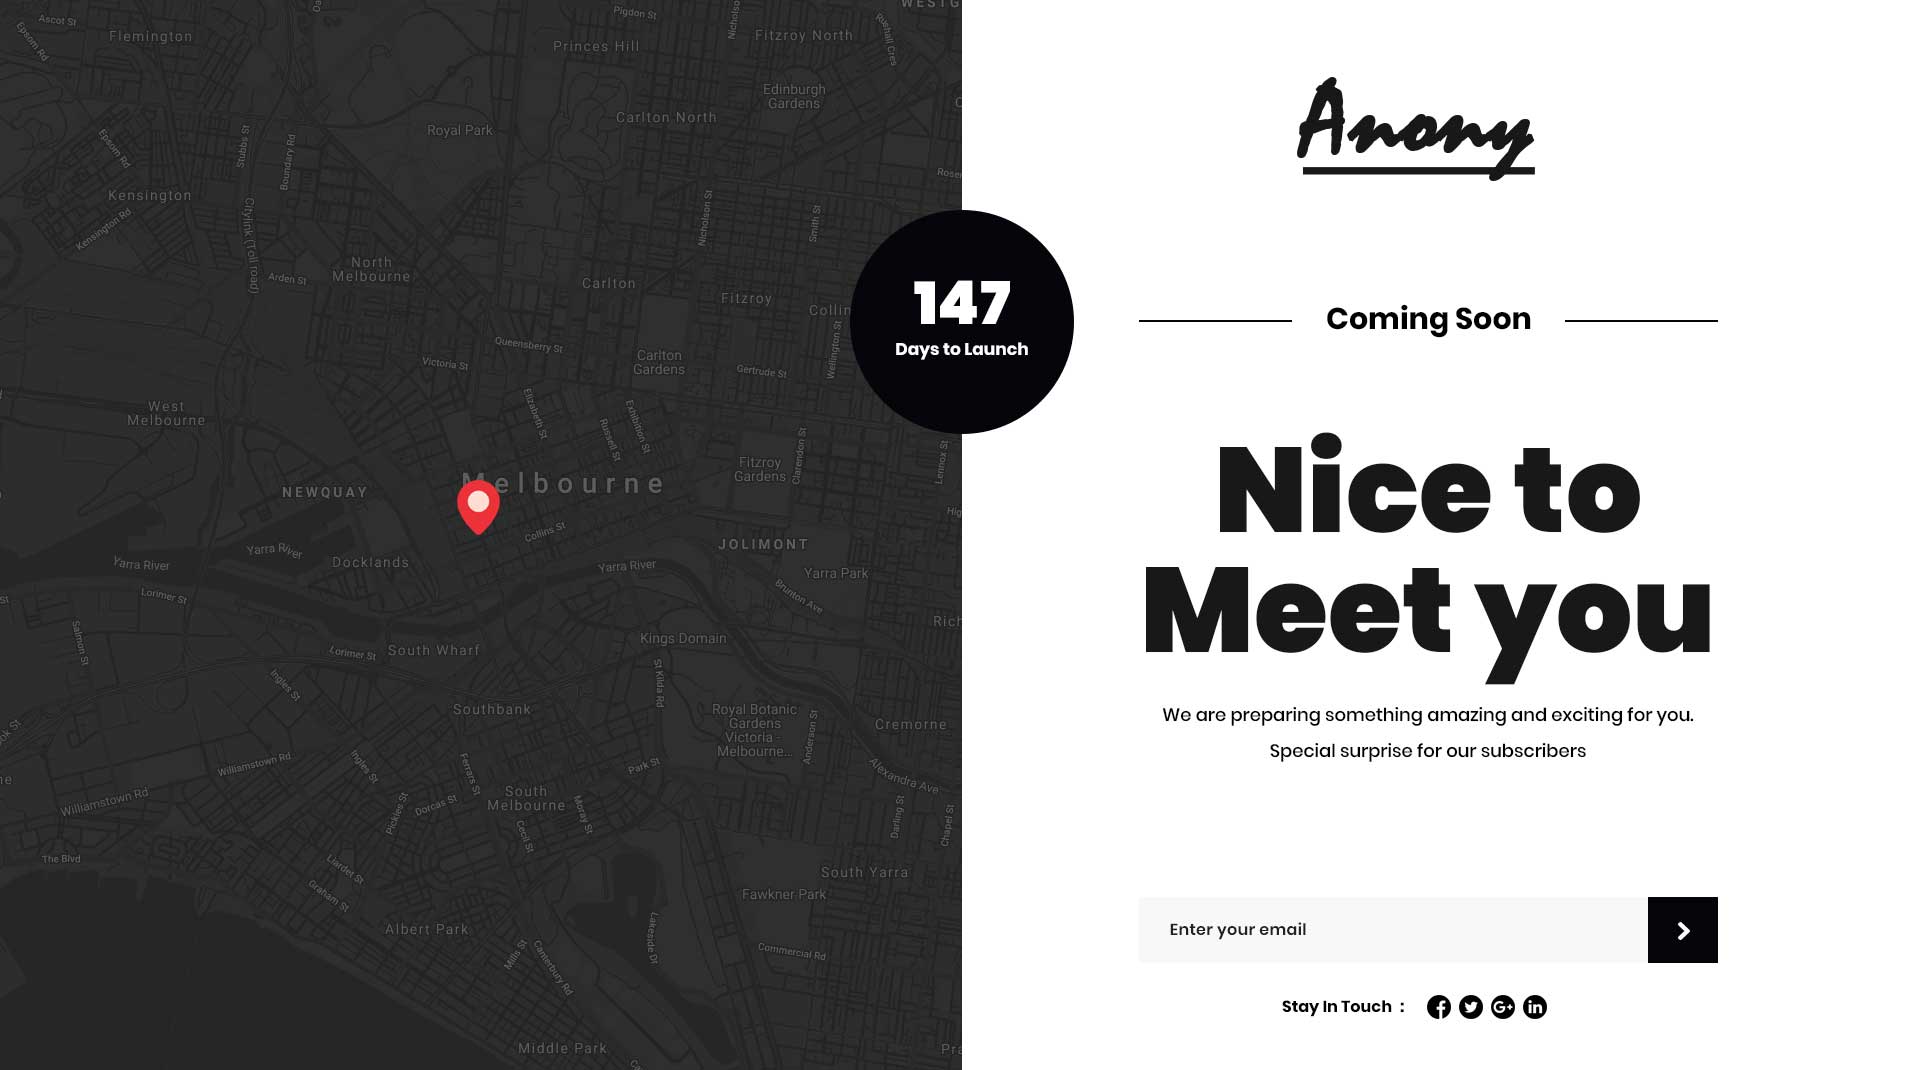 WESTG
Ascot St
Pigdon St
Epsom Rd
Flemington
Princes Hill
Fitzroy North
Rushall Cres
Edinburgh
Gardens
Carlton North
Royal Park
Epsom Rd
Stubbs St
Boundary Rd
Kensington
Kensington Rd
Citylink (Toll road)
Nicholson St
Smith St
North
Melbourne
Arden St
Carlton
Fitzroy
Collin
Wellington St
Queensberry St
Victoria St
Carlton
Gardens
Gertrude St
West
Melbourne
Elizabeth St
Exhibition St
Russell St
Clarendon St
Lennox St
Fitzroy
Gardens
Melbourne
NEWQUAY
Collins St
JOLIMONT
Yarra River
Yarra River
Docklands
Yarra River
Yarra Park
Brunton Ave
Lorimer St
Salmon St
Kings Domain
Lorimer St
South Wharf
St Kilda Rd
Ingles St
Southbank
Royal Botanic
Gardens
Victoria -
Melbourne...
Anderson St
Cremorne
Williamstown Rd
Ingles St
Ferrars St
Park St
Alexandra Ave
Williamstown Rd
Pickles St
Dorcas St
South
Melbourne
Moray St
Cecil St
Darling St
Chapel St
The Blvd
Liardet St
Graham St
South Yarra
Fawkner Park
Albert Park
Lakeside Dr
Mills St
Canterbury Rd
Commercial Rd
Middle Park
147
Days to Launch
Anony
Coming Soon
Nice to
Meet you
We are preparing something amazing and exciting for you.
Special surprise for our subscribers
Enter your email
Stay In Touch :